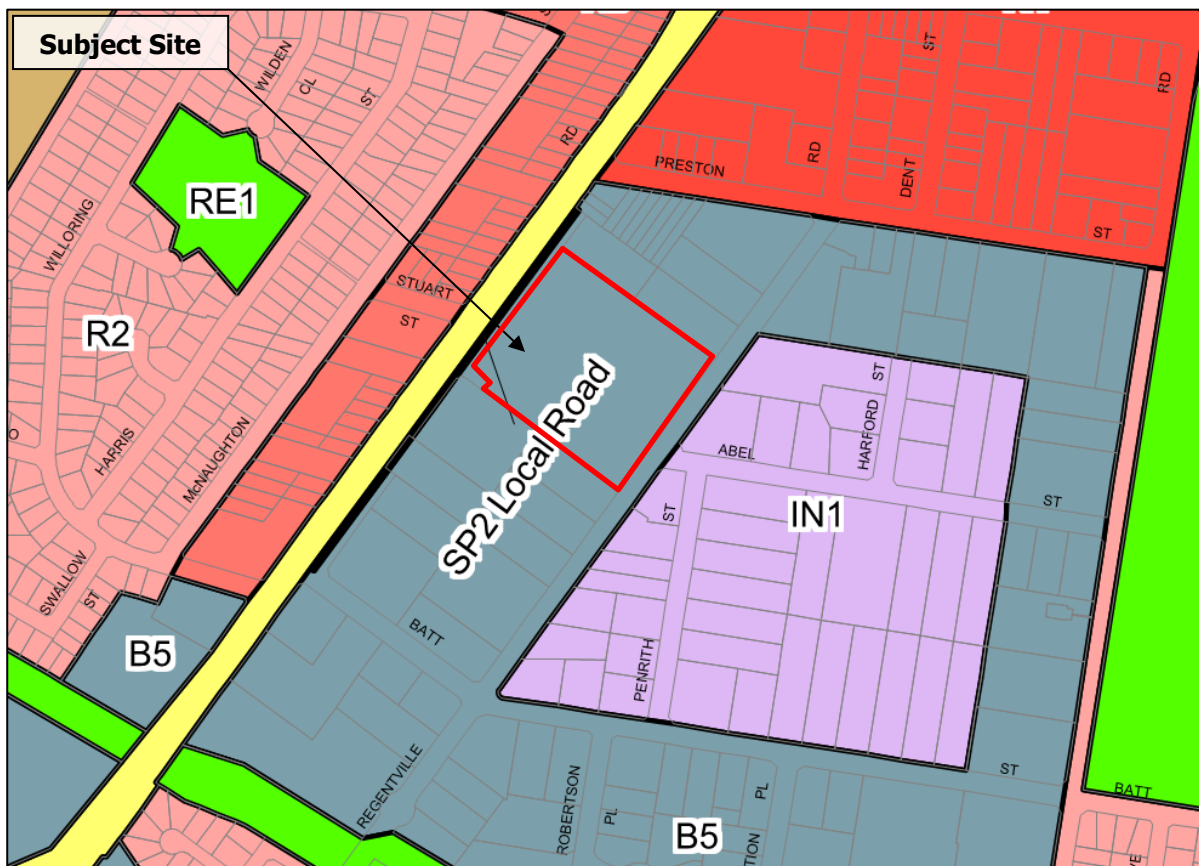 Subject Site
WILDEN
CL
ST
WILLORING
RE1
RD
PRESTON
RD
DENT
ST
RD
ST
STUART
ST
R2
HARRIS
McNAUGHTON
SWALLOW
ST
B5
SP2 Local Road
ABEL
HARFORD
ST
ST
IN1
ST
PENRITH
BATT
REGENTVILLE
ROBERTSON
PL
PL
B5
ST
BATT